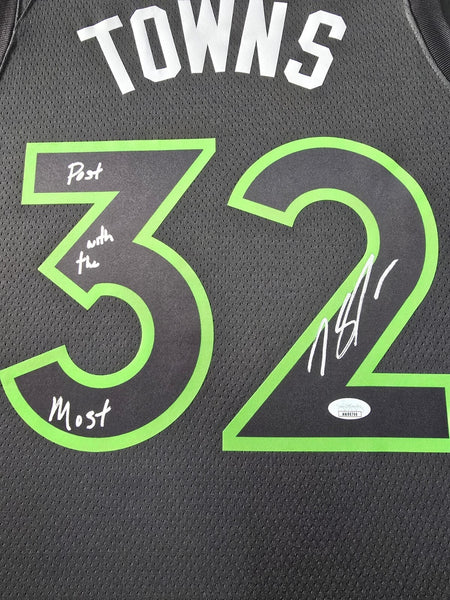 TOWNS
32
Post
with
the
Most